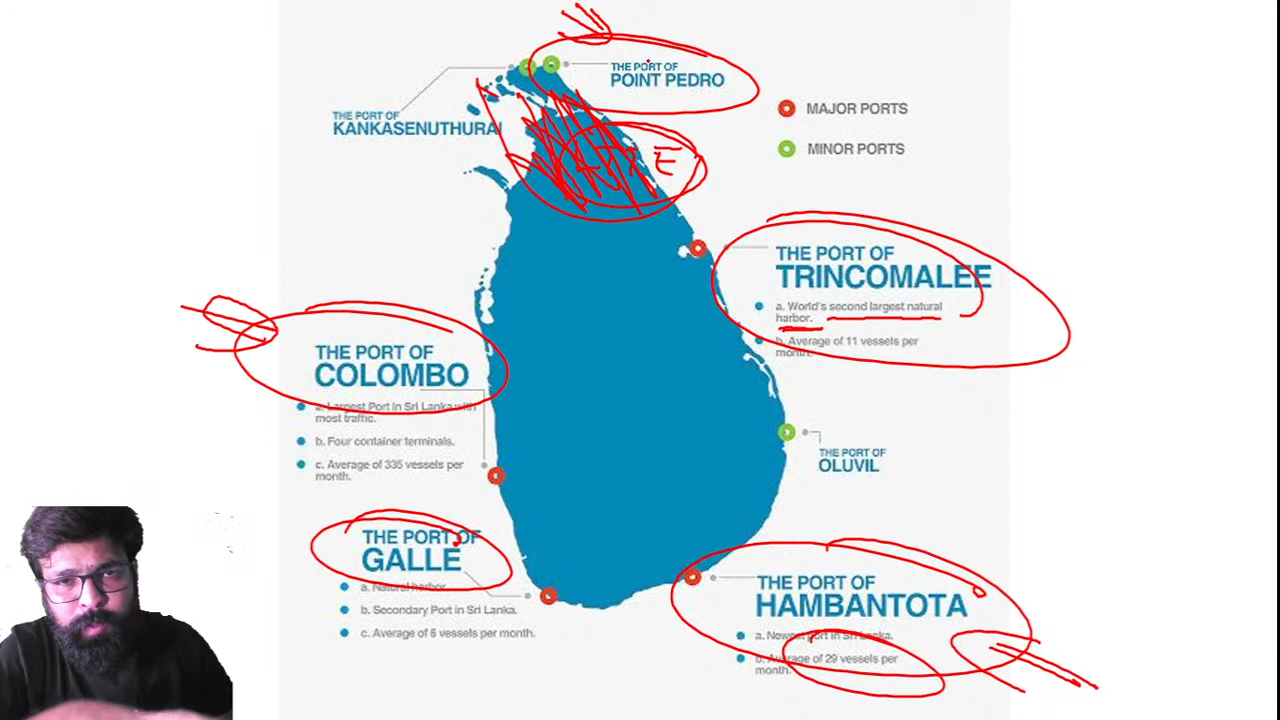 THE PORT OF
POINT PEDRO
THE PORT OF
KANKASENUTHURAI
MAJOR PORTS
MINOR PORTS
E
THE PORT OF
TRINCOMALEE
a. World's second largest natural
harbor.
b. Average of 11 vessels per
month.
THE PORT OF
COLOMBO
a. Largest Port in Sri Lanka with
most traffic.
b. Four container terminals.
c. Average of 335 vessels per
month.
THE PORT OF
OLUVIL
THE PORT OF
GALLE
a. Natural harbor.
b. Secondary Port in Sri Lanka.
c. Average of 6 vessels per month.
THE PORT OF
HAMBANTOTA
a. Newest port in Sri Lanka.
b. Average of 29 vessels per
month.